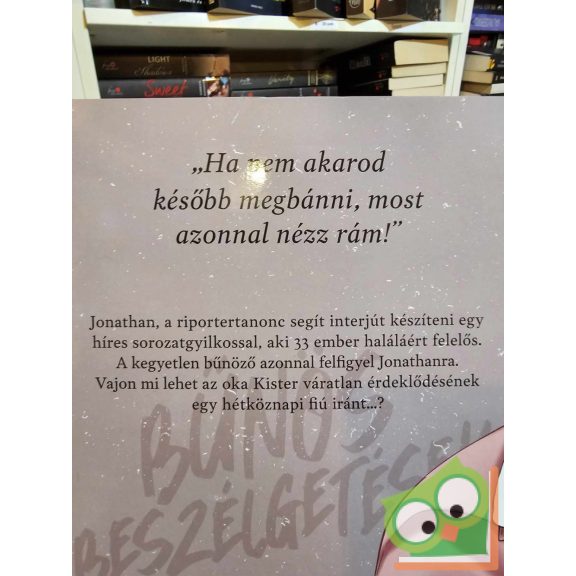 LIGHT
Shadows
Sweet
„Ha nem akarod
később megbánni, most
azonnal nézz rám!”
Jonathan, a riportertanonc segít interjút készíteni egy
híres sorozatgyilkossal, aki 33 ember haláláért felelős.
A kegyetlen bűnöző azonnal felfigyel Jonathanra.
Vajon mi lehet az oka Kister váratlan érdeklődésének
egy hétköznapi fiú iránt...?
BŰNÖS
BESZÉLGETÉSEK